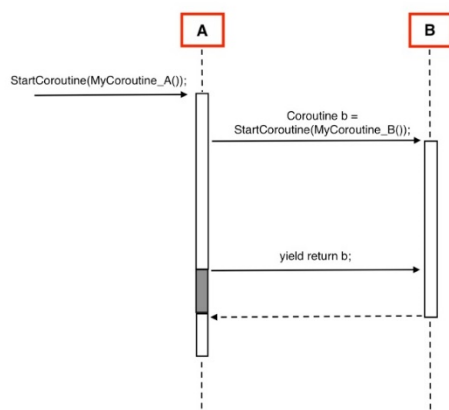 A
B
StartCoroutine(MyCoroutine_A());
Coroutine b =
StartCoroutine(MyCoroutine_B());
yield return b;